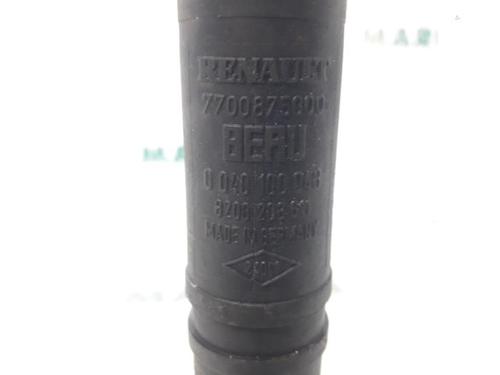 RENAULT
7700875000
BERU
0 040 100 048
8200 208 611
MADE IN GERMANY